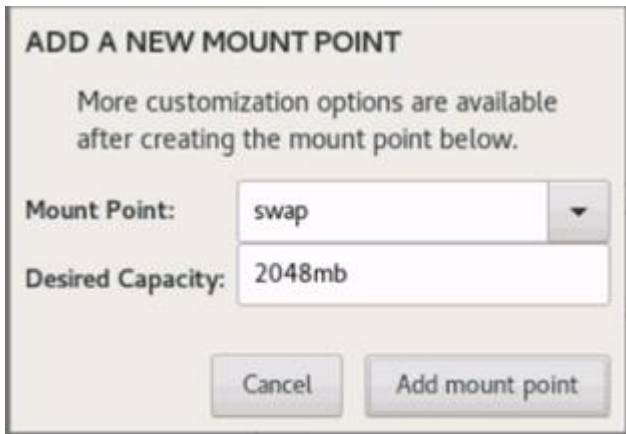 ADD A NEW MOUNT POINT
More customization options are available
after creating the mount point below.
Mount Point: swap
Desired Capacity: 2048mb
Cancel Add mount point